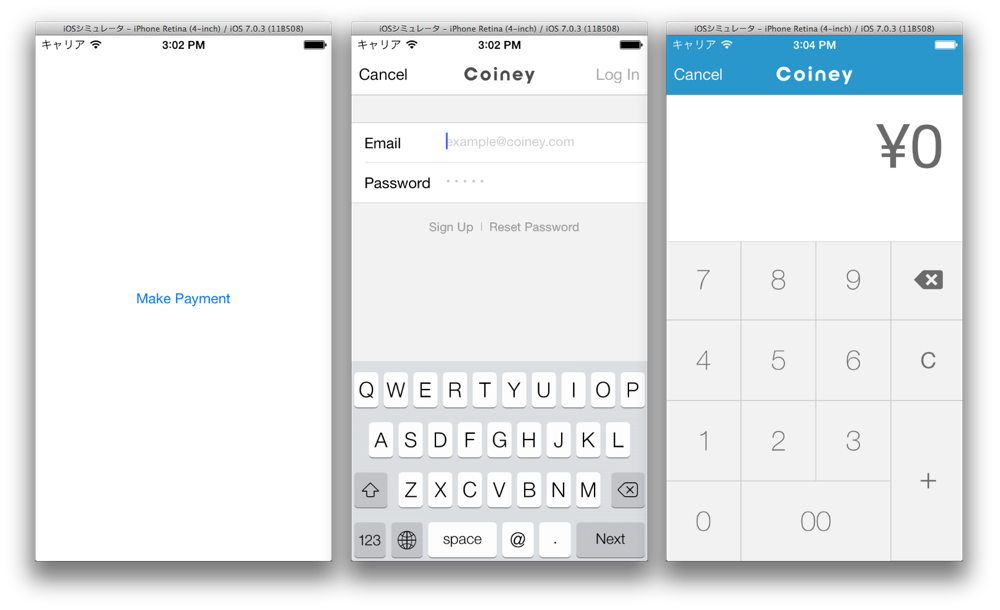 iOSシミュレータ - iPhone Retina (4-inch) / iOS 7.0.3 (11B508)
キャリア 3:02 PM
Make Payment
iOSシミュレータ - iPhone Retina (4-inch) / iOS 7.0.3 (11B508)
キャリア 3:02 PM
Cancel Coiney Log In
Email example@coiney.com
Password •••••
Sign Up | Reset Password
Q W E R T Y U I O P
A S D F G H J K L
Z X C V B N M
123 space @ . Next
iOSシミュレータ - iPhone Retina (4-inch) / iOS 7.0.3 (11B508)
キャリア 3:04 PM
Cancel Coiney
¥0
7 8 9
4 5 6 C
1 2 3
+
0 00